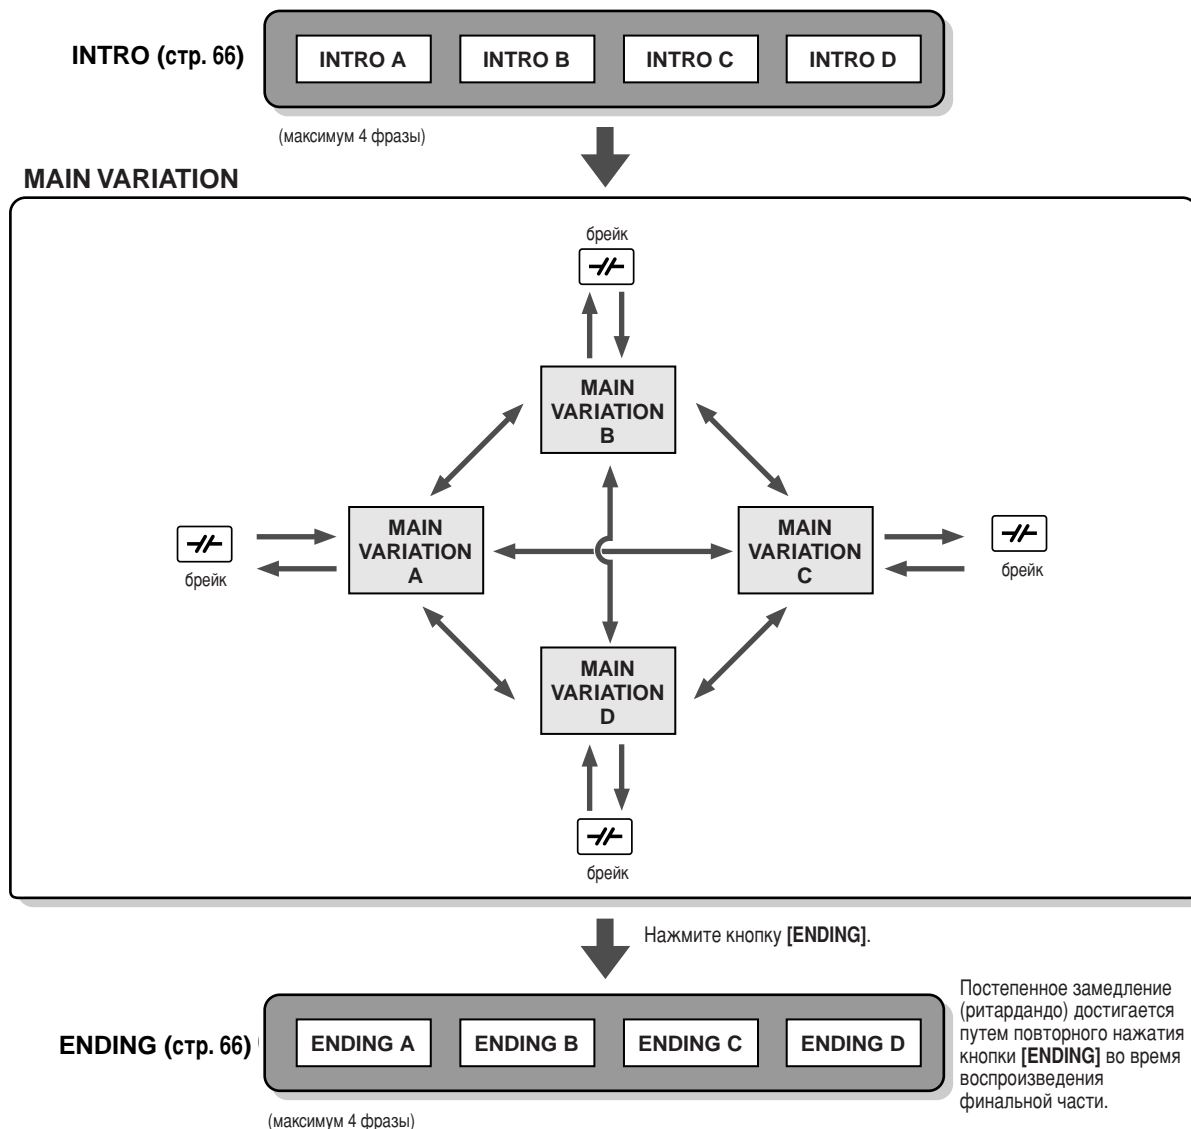 INTRO (стр. 66)
INTRO A
INTRO B
INTRO C
INTRO D
(максимум 4 фразы)
MAIN VARIATION
брейк
MAIN
VARIATION
B
MAIN
VARIATION
A
MAIN
VARIATION
C
брейк
брейк
MAIN
VARIATION
D
брейк
Нажмите кнопку [ENDING].
ENDING (стр. 66)
ENDING A
ENDING B
ENDING C
ENDING D
(максимум 4 фразы)
Постепенное замедление
(ритардандо) достигается
путем повторного нажатия
кнопки [ENDING] во время
воспроизведения
финальной части.